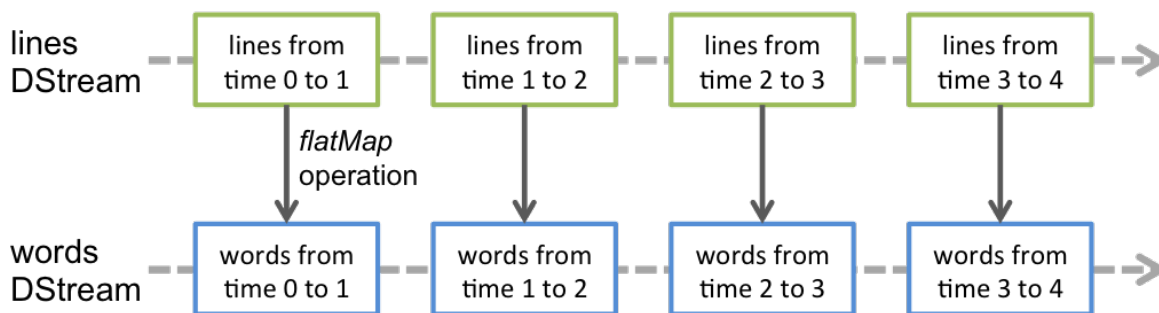 lines
DStream
lines from
time 0 to 1
lines from
time 1 to 2
lines from
time 2 to 3
lines from
time 3 to 4
flatMap
operation
words
DStream
words from
time 0 to 1
words from
time 1 to 2
words from
time 2 to 3
words from
time 3 to 4